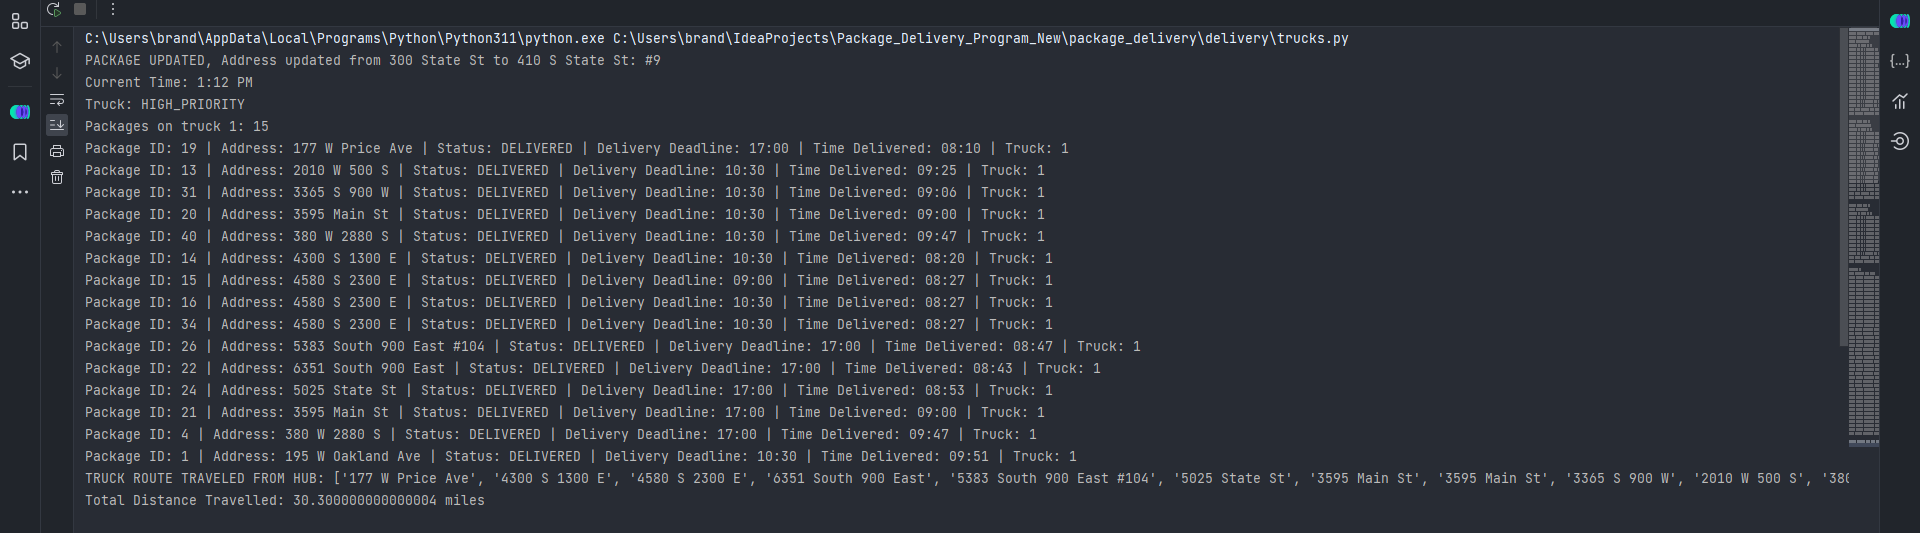 C:\Users\brand\AppData\Local\Programs\Python\Python311\python.exe C:\Users\brand\IdeaProjects\Package_Delivery_Program_New\package_delivery\delivery\trucks.py
PACKAGE UPDATED, Address updated from 300 State St to 410 S State St: #9
Current Time: 1:12 PM
Truck: HIGH_PRIORITY
Packages on truck 1: 15
Package ID: 19 | Address: 177 W Price Ave | Status: DELIVERED | Delivery Deadline: 17:00 | Time Delivered: 08:10 | Truck: 1
Package ID: 13 | Address: 2010 W 500 S | Status: DELIVERED | Delivery Deadline: 10:30 | Time Delivered: 09:25 | Truck: 1
Package ID: 31 | Address: 3365 S 900 W | Status: DELIVERED | Delivery Deadline: 10:30 | Time Delivered: 09:06 | Truck: 1
Package ID: 20 | Address: 3595 Main St | Status: DELIVERED | Delivery Deadline: 10:30 | Time Delivered: 09:00 | Truck: 1
Package ID: 40 | Address: 380 W 2880 S | Status: DELIVERED | Delivery Deadline: 10:30 | Time Delivered: 09:47 | Truck: 1
Package ID: 14 | Address: 4300 S 1300 E | Status: DELIVERED | Delivery Deadline: 10:30 | Time Delivered: 08:20 | Truck: 1
Package ID: 15 | Address: 4580 S 2300 E | Status: DELIVERED | Delivery Deadline: 09:00 | Time Delivered: 08:27 | Truck: 1
Package ID: 16 | Address: 4580 S 2300 E | Status: DELIVERED | Delivery Deadline: 10:30 | Time Delivered: 08:27 | Truck: 1
Package ID: 34 | Address: 4580 S 2300 E | Status: DELIVERED | Delivery Deadline: 10:30 | Time Delivered: 08:27 | Truck: 1
Package ID: 26 | Address: 5383 South 900 East #104 | Status: DELIVERED | Delivery Deadline: 17:00 | Time Delivered: 08:47 | Truck: 1
Package ID: 22 | Address: 6351 South 900 East | Status: DELIVERED | Delivery Deadline: 17:00 | Time Delivered: 08:43 | Truck: 1
Package ID: 24 | Address: 5025 State St | Status: DELIVERED | Delivery Deadline: 17:00 | Time Delivered: 08:53 | Truck: 1
Package ID: 21 | Address: 3595 Main St | Status: DELIVERED | Delivery Deadline: 17:00 | Time Delivered: 09:00 | Truck: 1
Package ID: 4 | Address: 380 W 2880 S | Status: DELIVERED | Delivery Deadline: 17:00 | Time Delivered: 09:47 | Truck: 1
Package ID: 1 | Address: 195 W Oakland Ave | Status: DELIVERED | Delivery Deadline: 10:30 | Time Delivered: 09:51 | Truck: 1
TRUCK ROUTE TRAVELED FROM HUB: ['177 W Price Ave', '4300 S 1300 E', '4580 S 2300 E', '6351 South 900 East', '5383 South 900 East #104', '5025 State St', '3595 Main St', '3595 Main St', '3365 S 900 W', '2010 W 500 S', '380
Total Distance Travelled: 30.300000000000004 miles